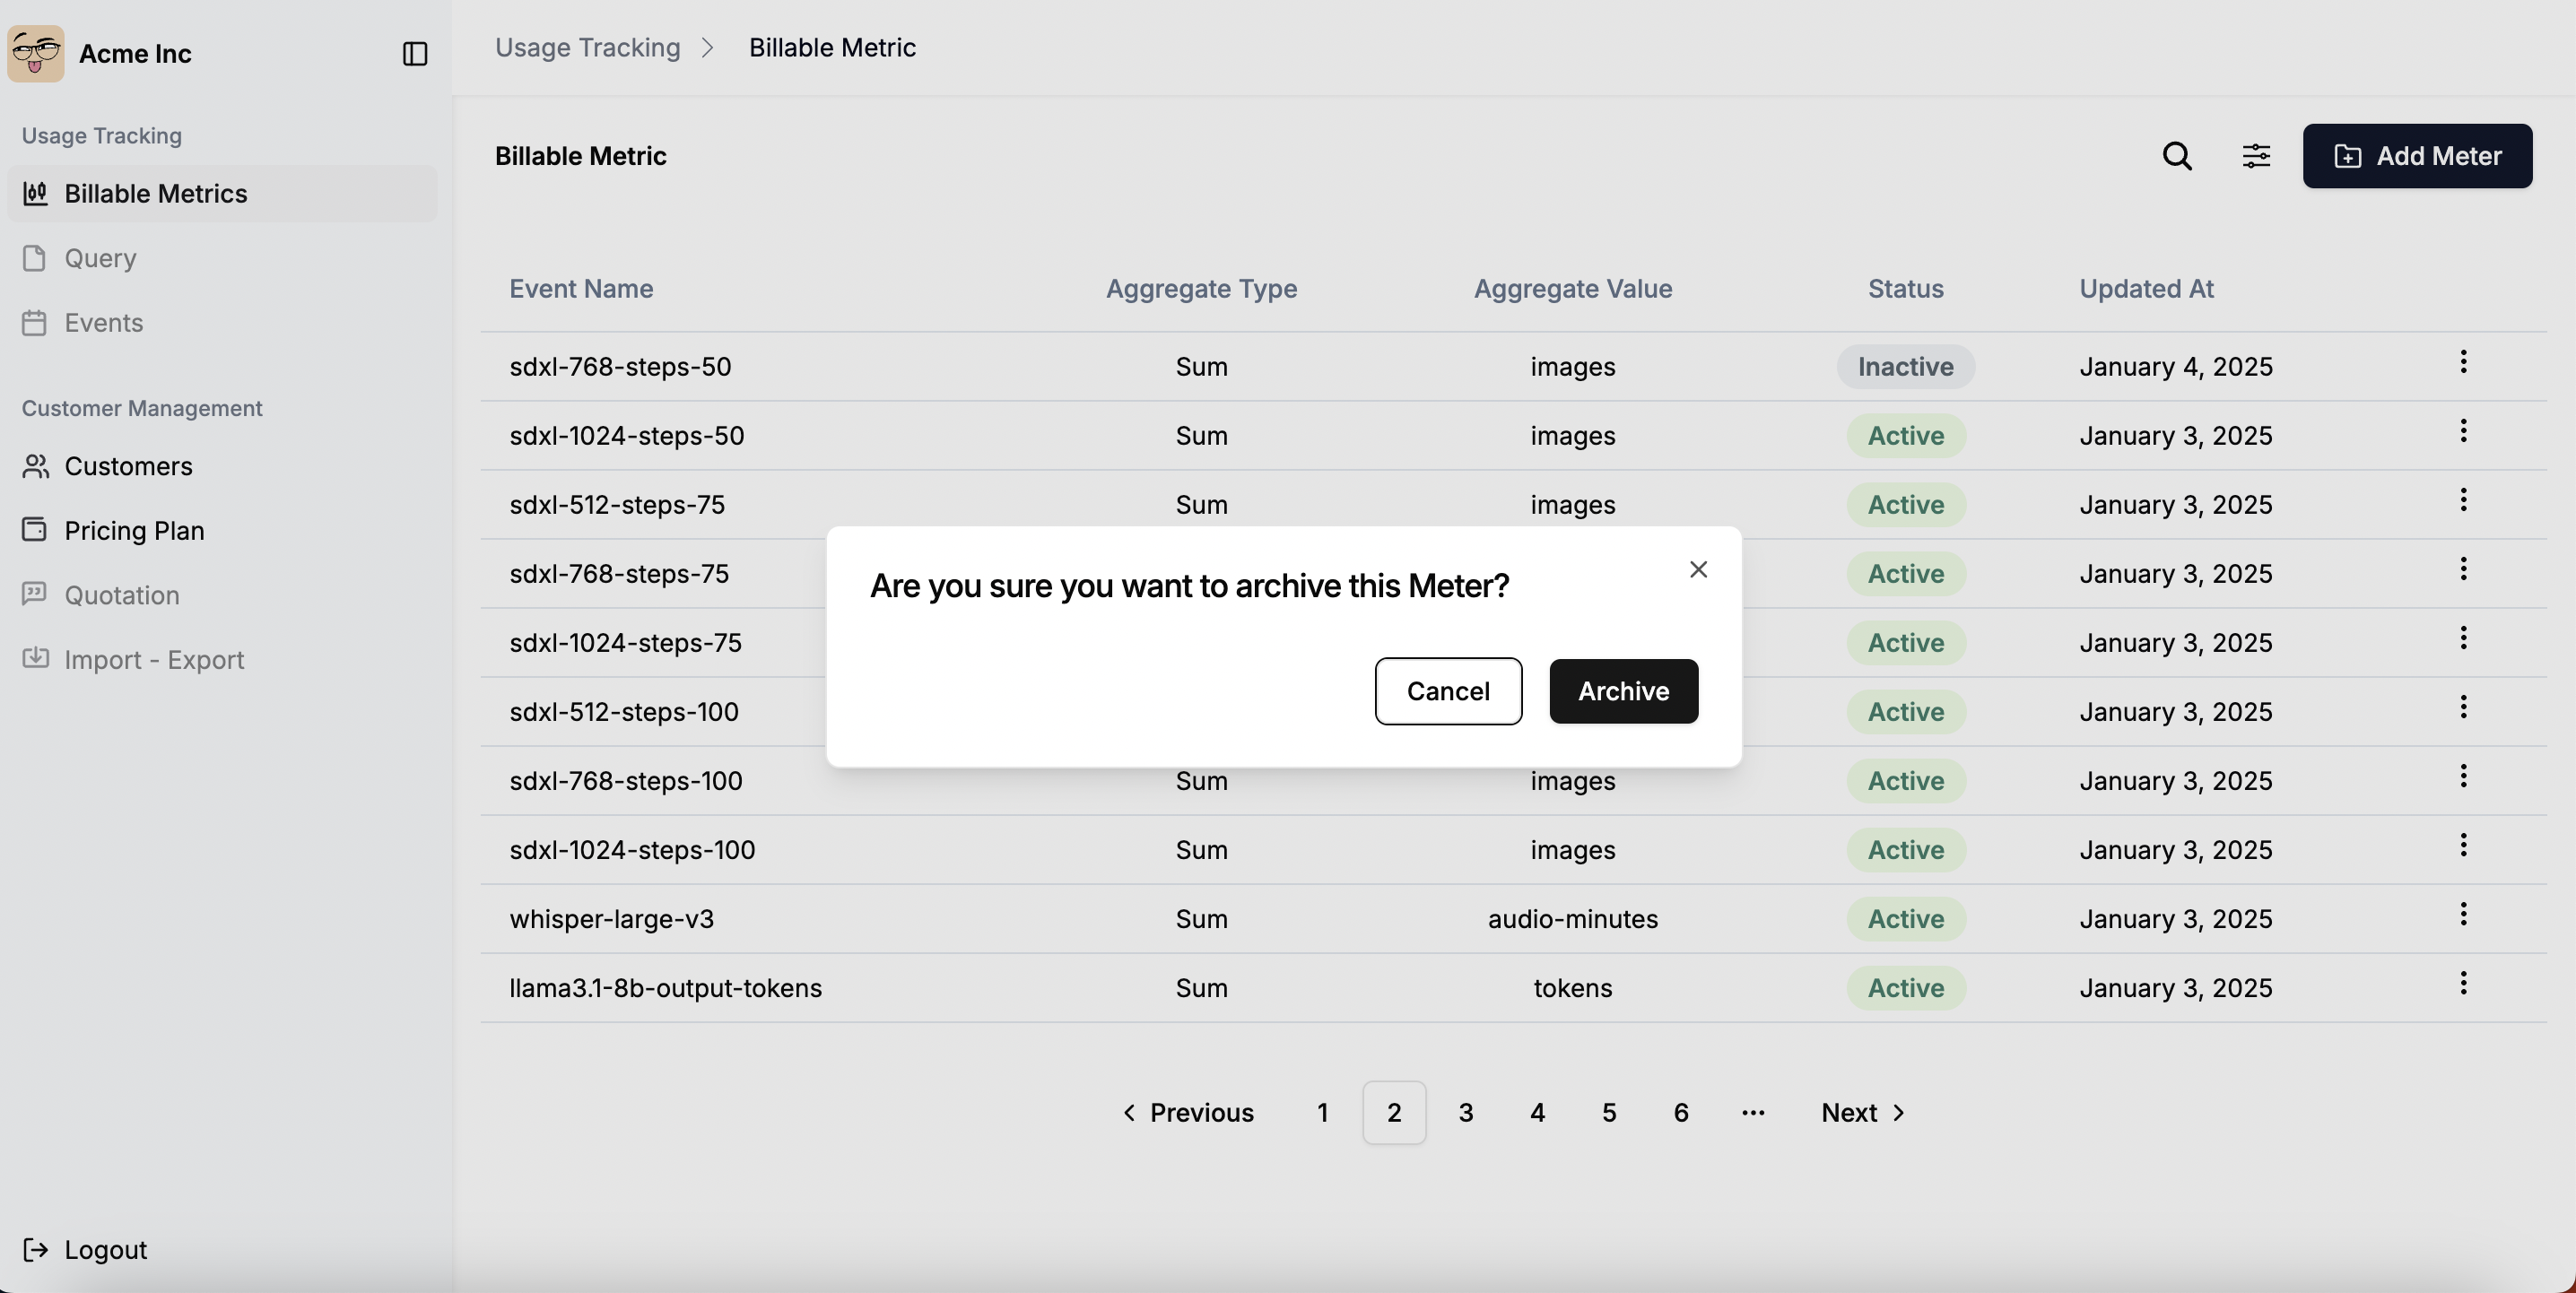 Acme Inc
Usage Tracking
Billable Metrics
Query
Events
Customer Management
Customers
Pricing Plan
Quotation
Import - Export
Logout
Usage Tracking > Billable Metric
Billable Metric
Add Meter
Event Name Aggregate Type Aggregate Value Status Updated At
sdxl-768-steps-50 Sum images Inactive January 4, 2025
sdxl-1024-steps-50 Sum images Active January 3, 2025
sdxl-512-steps-75 Sum images Active January 3, 2025
sdxl-768-steps-75 Active January 3, 2025
sdxl-1024-steps-75 Active January 3, 2025
sdxl-512-steps-100 Active January 3, 2025
sdxl-768-steps-100 Sum images Active January 3, 2025
sdxl-1024-steps-100 Sum images Active January 3, 2025
whisper-large-v3 Sum audio-minutes Active January 3, 2025
llama3.1-8b-output-tokens Sum tokens Active January 3, 2025
Are you sure you want to archive this Meter?
Cancel Archive
Previous 1 2 3 4 5 6 ... Next